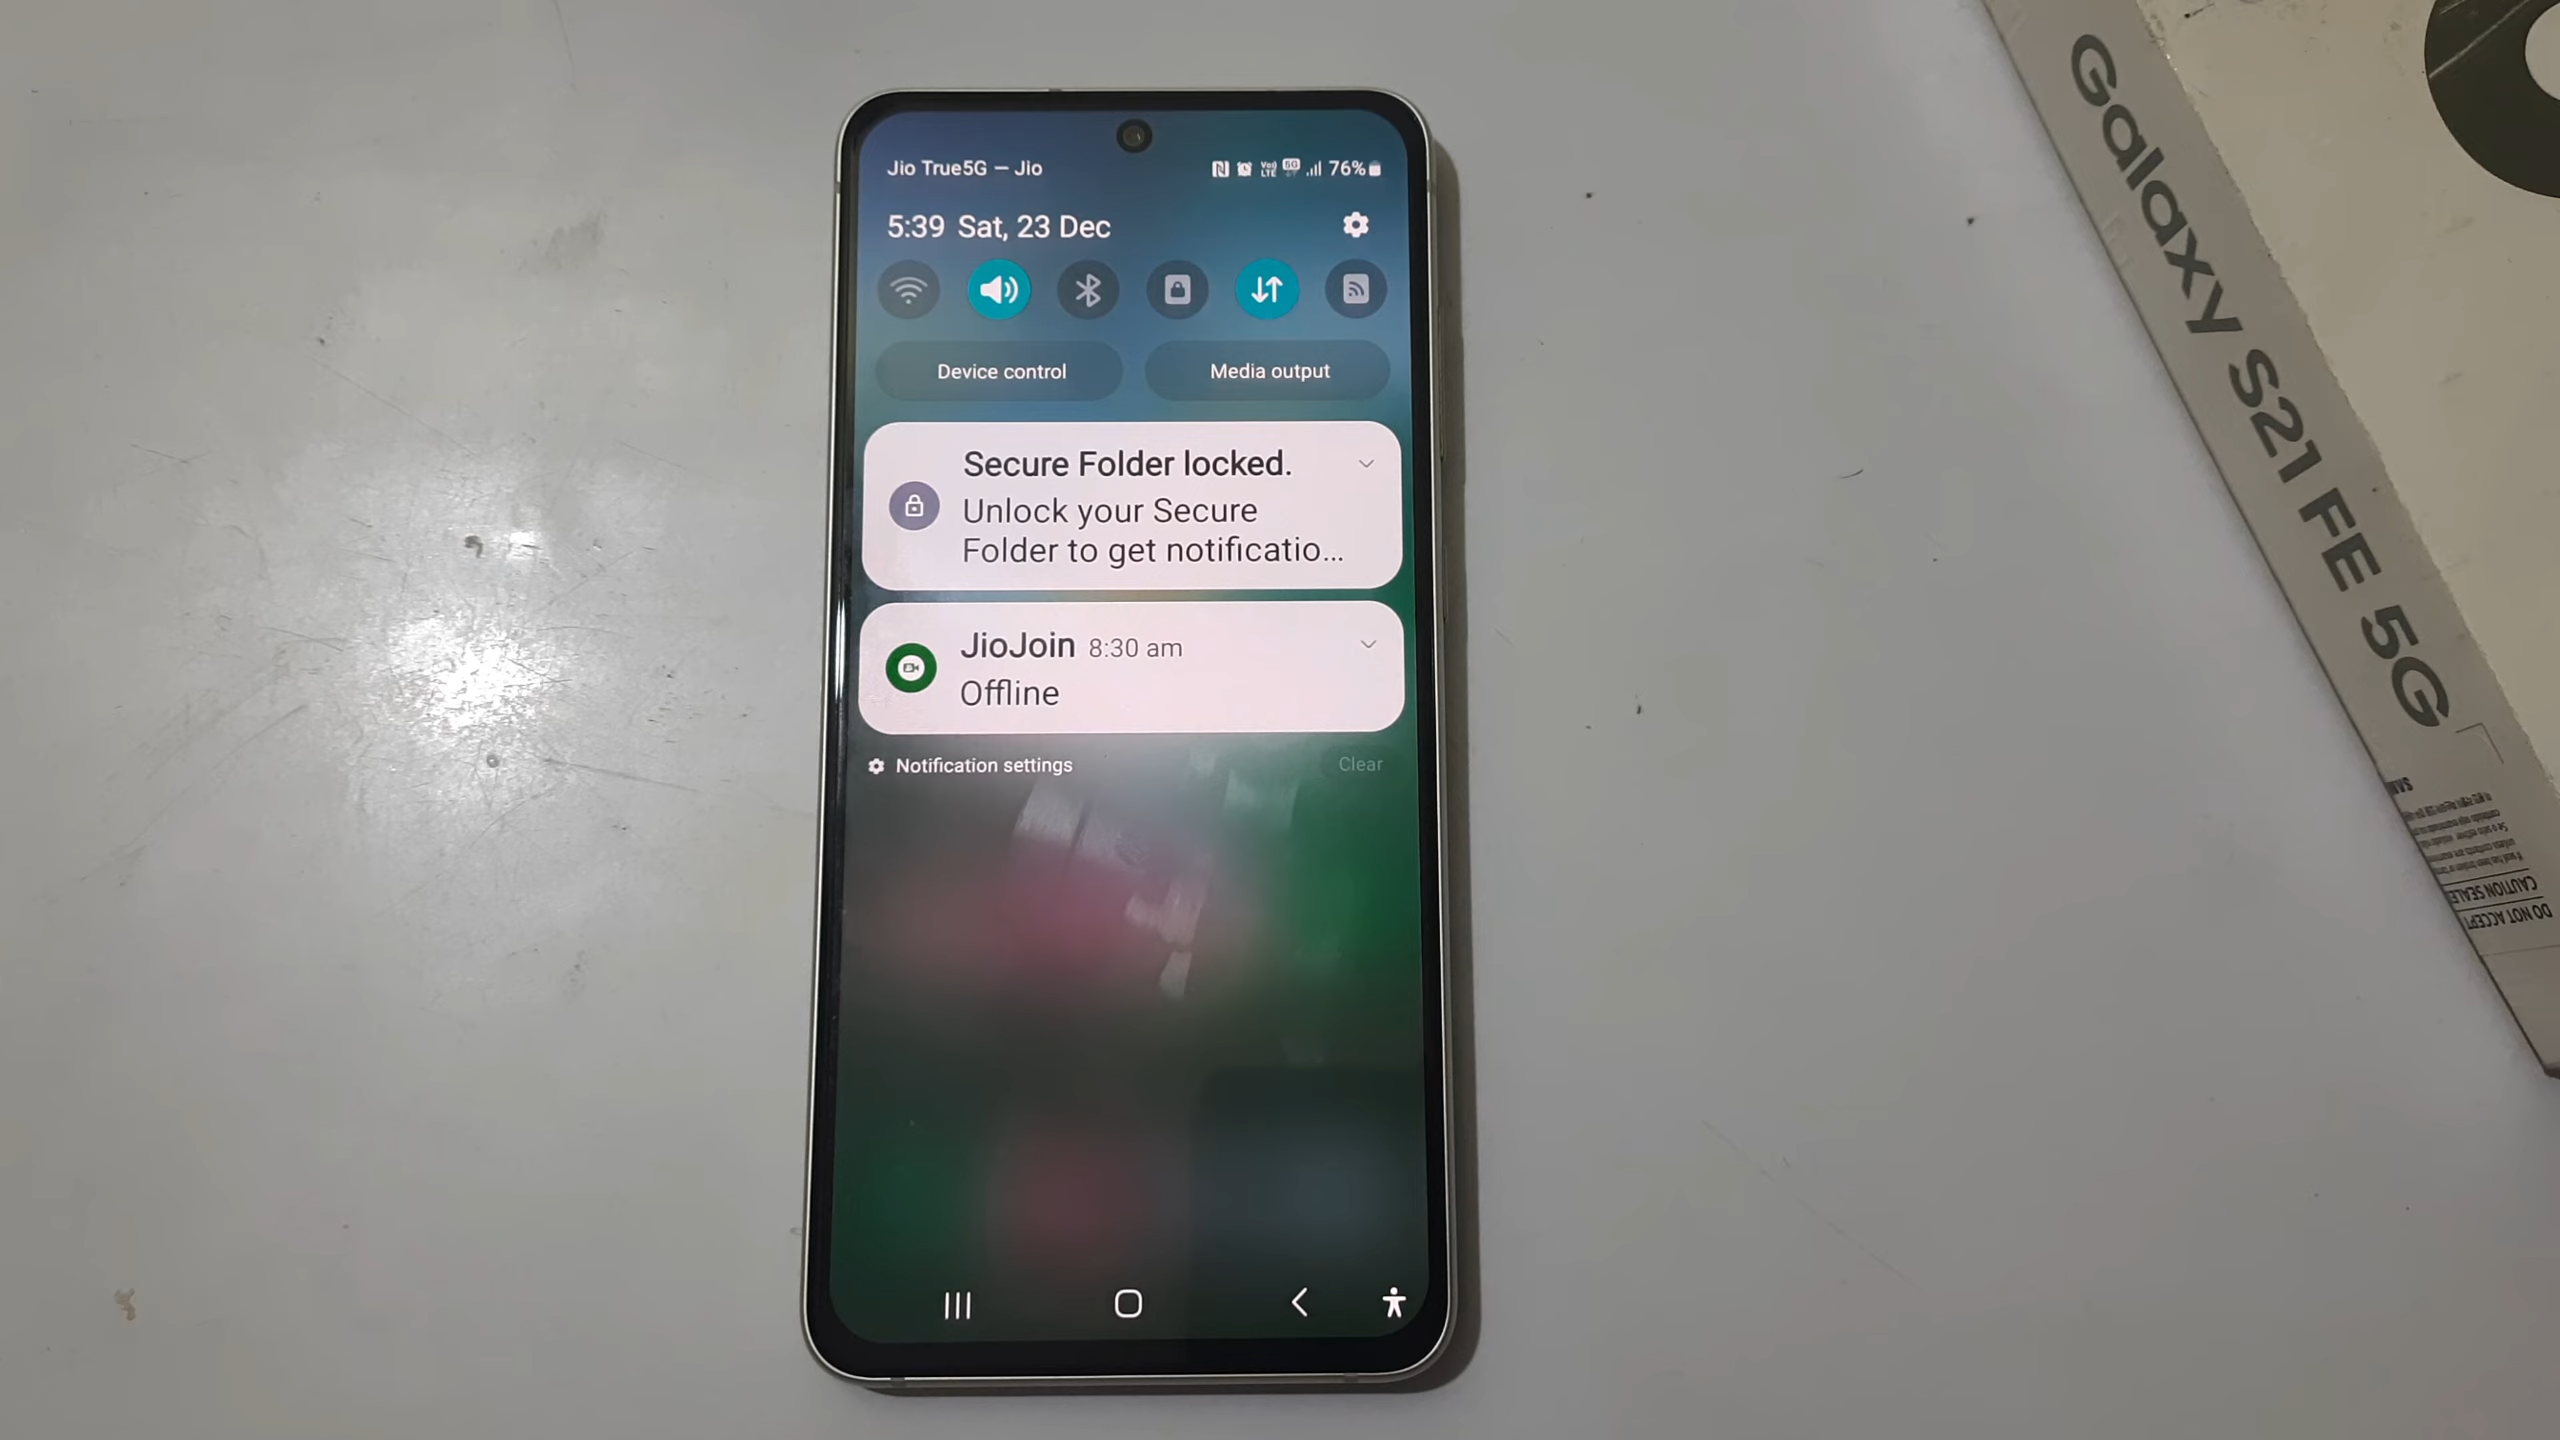 Jio True5G — Jio
76%
5:39 Sat, 23 Dec
Device control
Media output
Secure Folder locked.
Unlock your Secure
Folder to get notificatio...
JioJoin 8:30 am
Offline
Notification settings
Clear
Galaxy S21 FE 5G
CAUTION SEALE
DO NOT ACCEPT